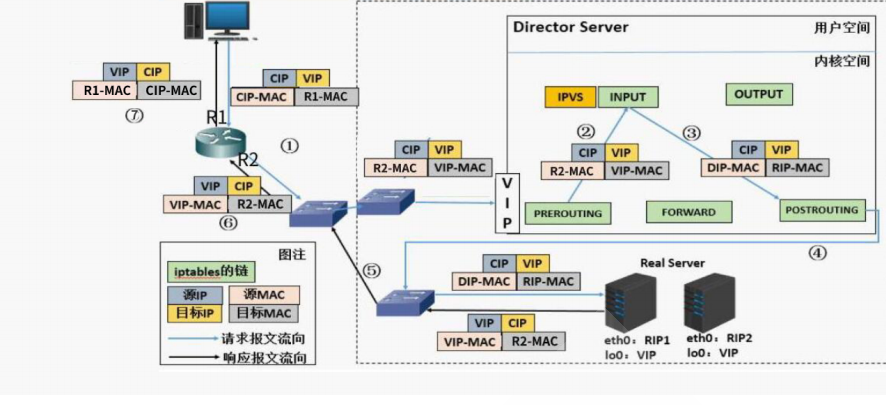 Director Server
用户空间
内核空间
VIP CIP
R1-MAC CIP-MAC
⑦
CIP VIP
CIP-MAC R1-MAC
R1
①
R2
VIP CIP
VIP-MAC R2-MAC
⑥
CIP VIP
R2-MAC VIP-MAC
VIP
IPVS INPUT
OUTPUT
②
③
CIP VIP
R2-MAC VIP-MAC
CIP VIP
DIP-MAC RIP-MAC
PREROUTING
FORWARD
POSTROUTING
④
图注
iptables的链
源IP 源MAC
目标IP 目标MAC
请求报文流向
响应报文流向
⑤
CIP VIP
DIP-MAC RIP-MAC
VIP CIP
VIP-MAC R2-MAC
Real Server
eth0：RIP1
lo0：VIP
eth0：RIP2
lo0：VIP